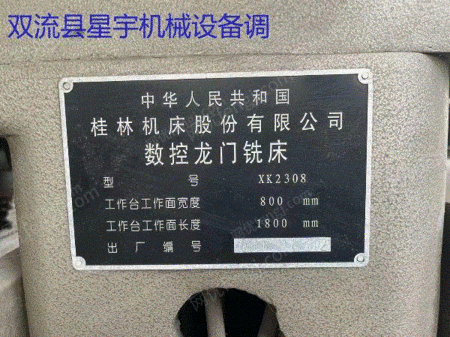 双流县星宇机械设备调
中华人民共和国
桂林机床股份有限公司
数控龙门铣床
型 号 XK2308
工作台工作面宽度 800 mm
工作台工作面长度 1800 mm
出厂编号